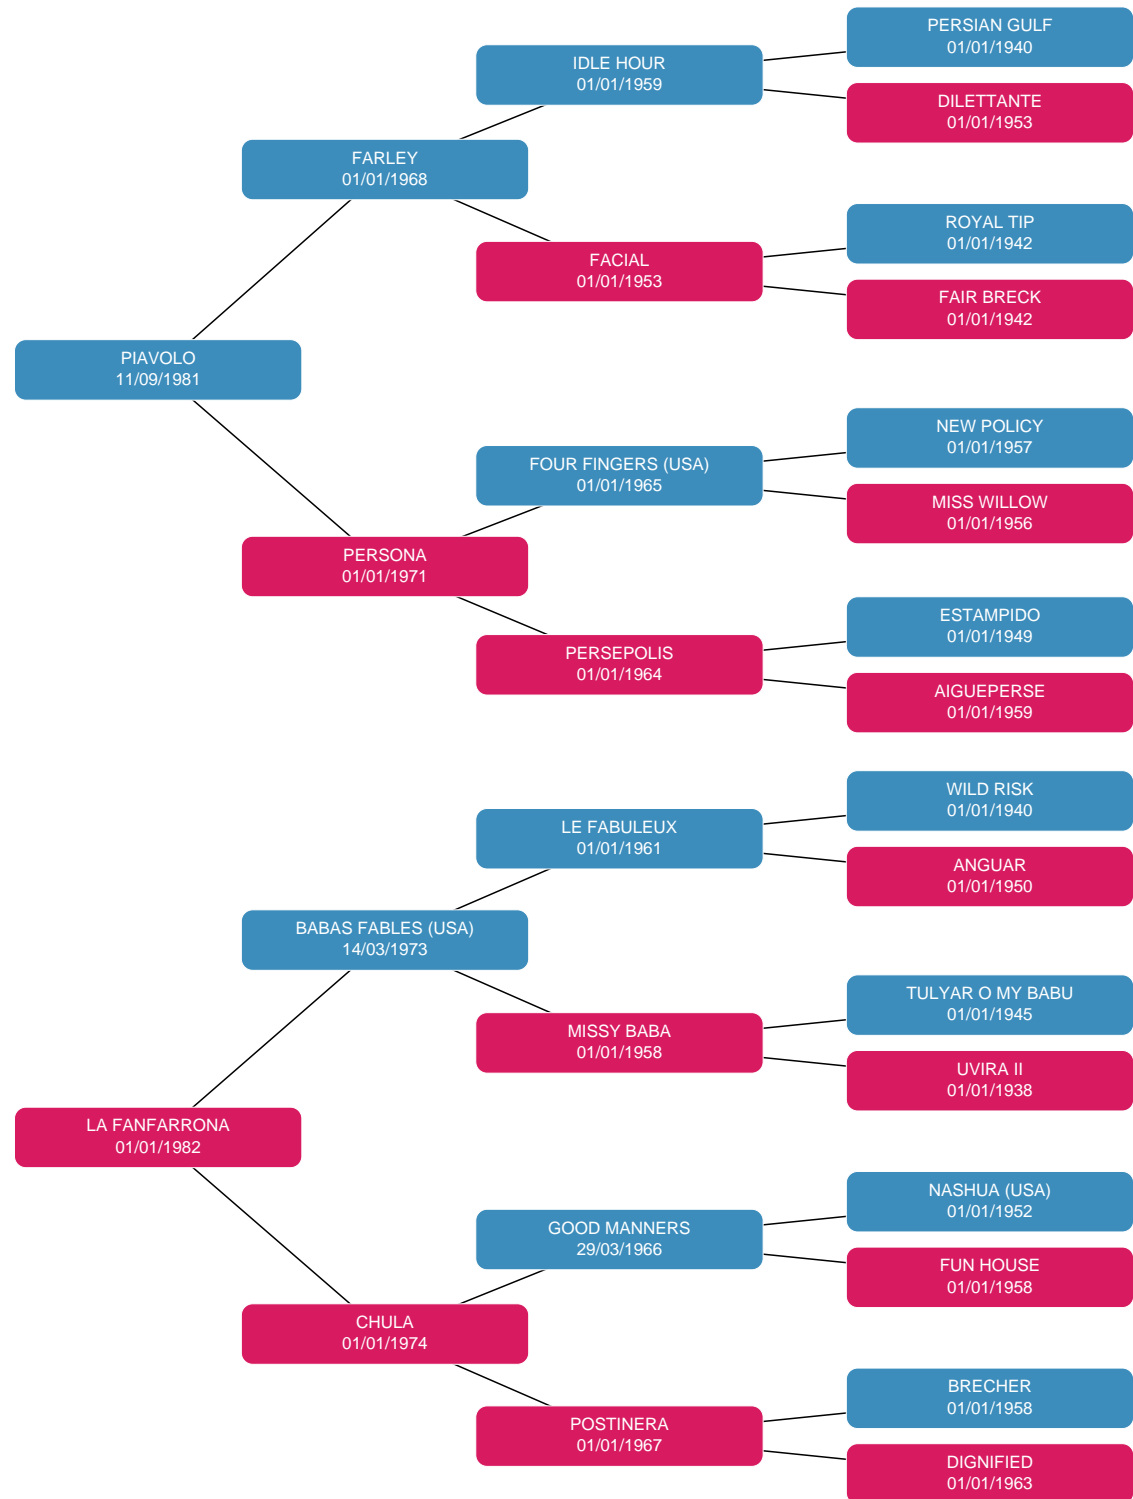 PERSIAN GULF
01/01/1940
IDLE HOUR
01/01/1959
DILETTANTE
01/01/1953
FARLEY
01/01/1968
ROYAL TIP
01/01/1942
FACIAL
01/01/1953
FAIR BRECK
01/01/1942
PIAVOLO
11/09/1981
NEW POLICY
01/01/1957
FOUR FINGERS (USA)
01/01/1965
MISS WILLOW
01/01/1956
PERSONA
01/01/1971
ESTAMPIDO
01/01/1949
PERSEPOLIS
01/01/1964
AIGUEPERSE
01/01/1959
WILD RISK
01/01/1940
LE FABULEUX
01/01/1961
ANGUAR
01/01/1950
BABAS FABLES (USA)
14/03/1973
TULYAR O MY BABU
01/01/1945
MISSY BABA
01/01/1958
UVIRA II
01/01/1938
LA FANFARRONA
01/01/1982
NASHUA (USA)
01/01/1952
GOOD MANNERS
29/03/1966
FUN HOUSE
01/01/1958
CHULA
01/01/1974
BRECHER
01/01/1958
POSTINERA
01/01/1967
DIGNIFIED
01/01/1963